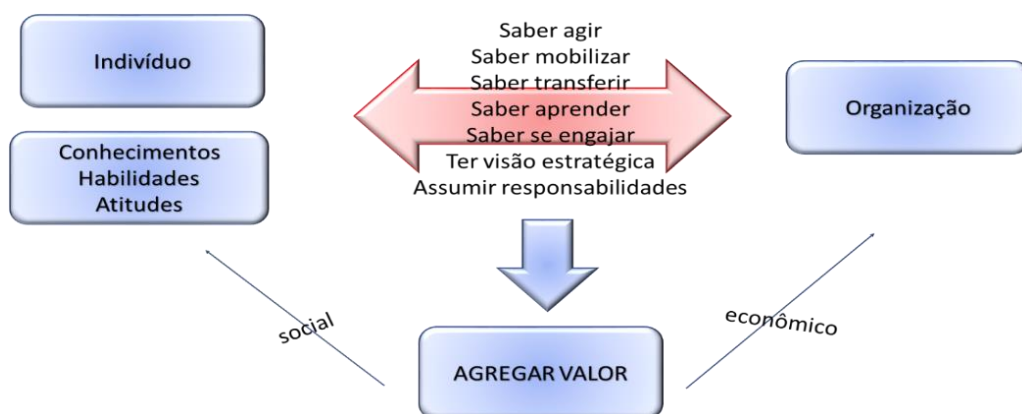 Indivíduo
Conhecimentos
Habilidades
Atitudes
Saber agir
Saber mobilizar
Saber transferir
Saber aprender
Saber se engajar
Ter visão estratégica
Assumir responsabilidades
Organização
social
econômico
AGREGAR VALOR